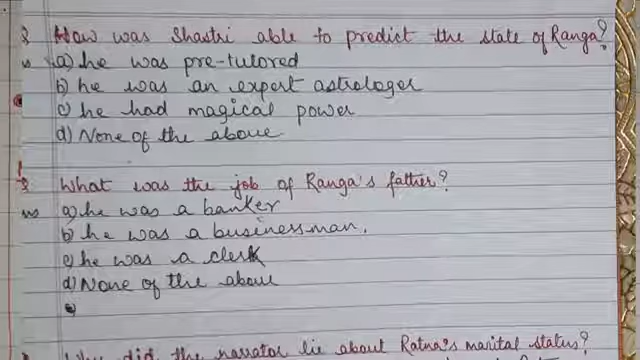 Q How was Shastri able to predict the state of Ranga?
a) he was pre-tutored
b) he was an expert astrologer
c) he had magical power
d) None of the above
Q What was the job of Ranga's father?
Ans a) he was a banker
b) he was a businessman.
c) he was a clerk
d) None of the above
Why did the narrator lie about Ratna's marital status?